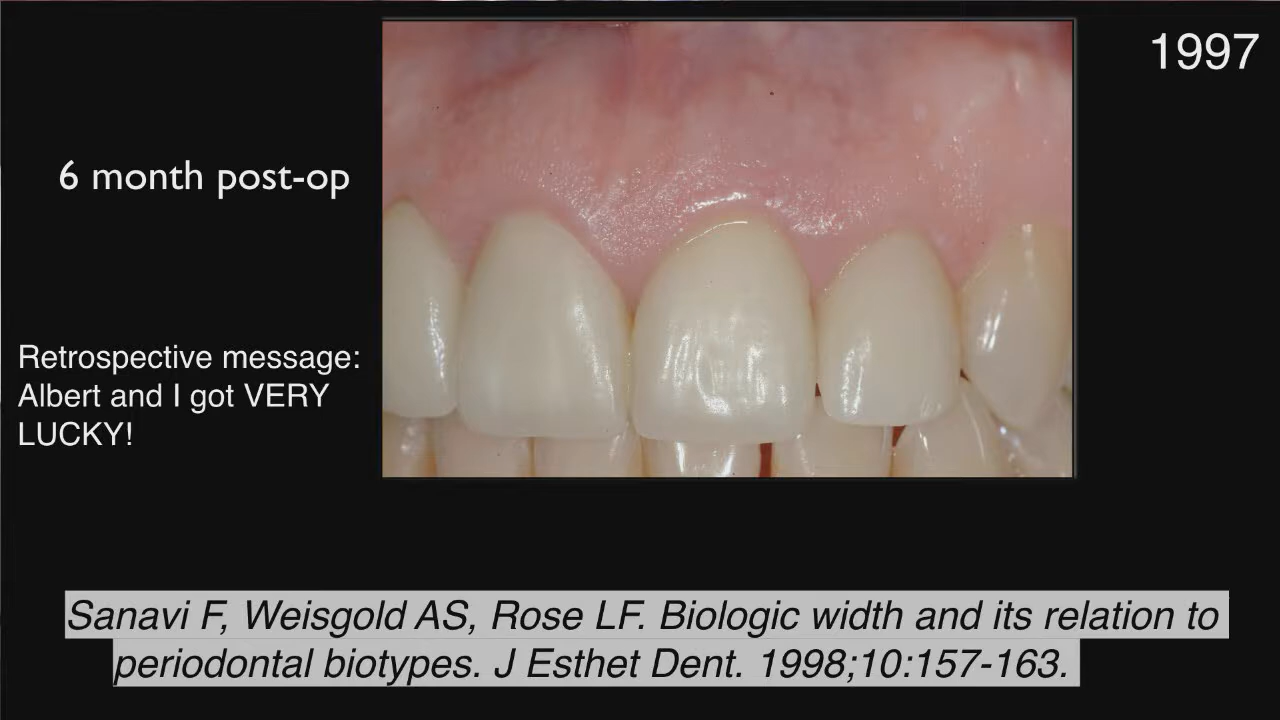 1997
6 month post-op
Retrospective message:
Albert and I got VERY
LUCKY!
Sanavi F, Weisgold AS, Rose LF. Biologic width and its relation to
periodontal biotypes. J Esthet Dent. 1998;10:157-163.